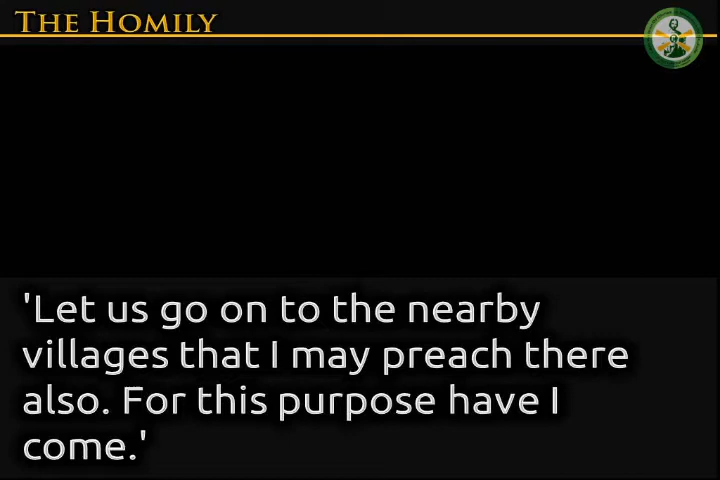 The Homily
'Let us go on to the nearby
villages that I may preach there
also. For this purpose have I
come.'